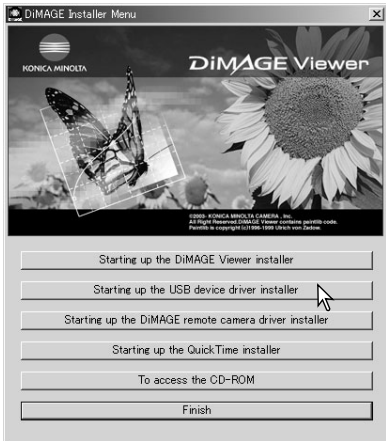 DiMAGE Installer Menu
KONICA MINOLTA
DiMAGE Viewer
©2003- KONICA MINOLTA CAMERA , Inc.
All Right Reserved.DiMAGE Viewer contains paintlib code.
Paintlib is copyright (c)1996-1999 Ulrich von Zadow.
Starting up the DiMAGE Viewer installer
Starting up the USB device driver installer
Starting up the DiMAGE remote camera driver installer
Starting up the QuickTime installer
To access the CD-ROM
Finish